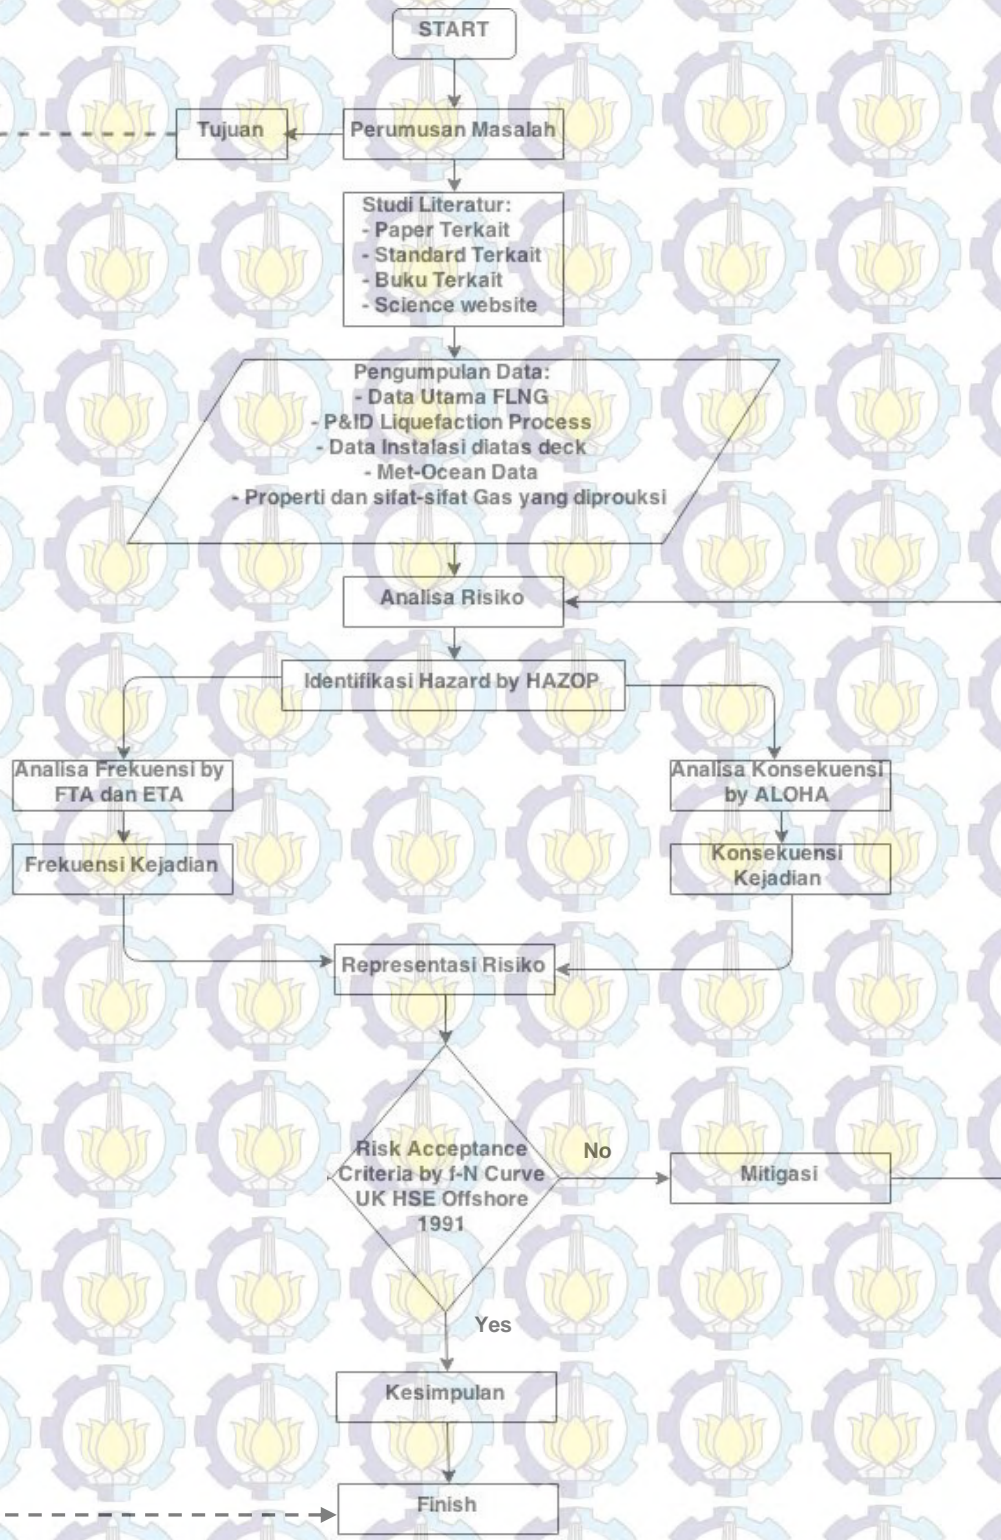 START
Tujuan
Perumusan Masalah
Studi Literatur:
- Paper Terkait
- Standard Terkait
- Buku Terkait
- Science website
Pengumpulan Data:
- Data Utama FLNG
- P&ID Liquefaction Process
- Data Instalasi diatas deck
- Met-Ocean Data
- Properti dan sifat-sifat Gas yang diprouksi
Analisa Risiko
Identifikasi Hazard by HAZOP
Analisa Frekuensi by
FTA dan ETA
Analisa Konsekuensi
by ALOHA
Frekuensi Kejadian
Konsekuensi
Kejadian
Representasi Risiko
Risk Acceptance
Criteria by f-N Curve
UK HSE Offshore
1991
No
Mitigasi
Yes
Kesimpulan
Finish